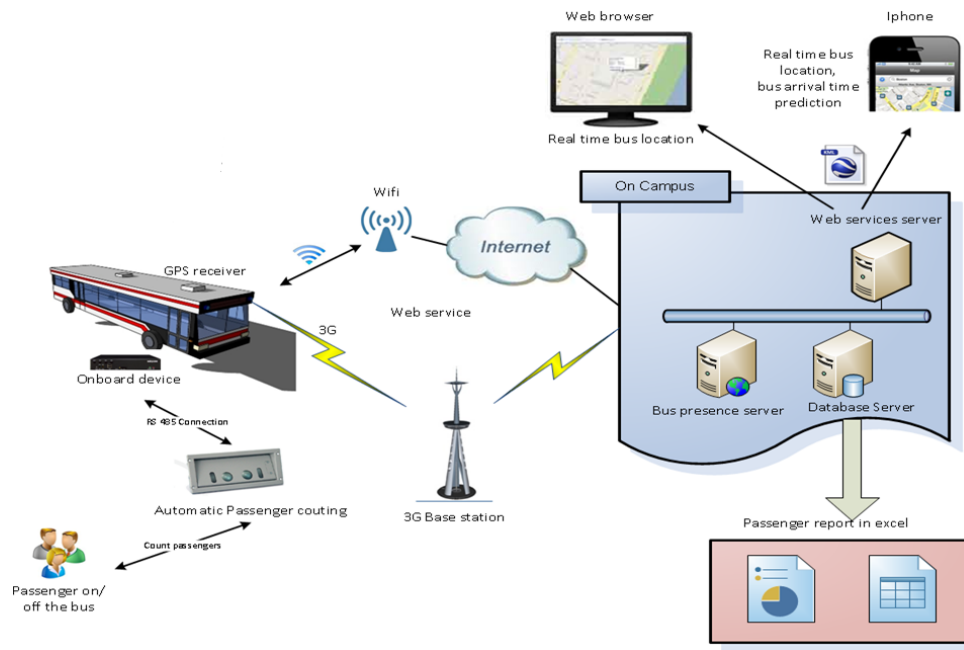 Web browser
Iphone
Real time bus
location,
bus arrival time
prediction
Real time bus location
KML
On Campus
Wifi
Web services server
Internet
GPS receiver
Web service
3G
Onboard device
Bus presence server
Database Server
RS 485 Connection
Automatic Passenger couting
3G Base station
Passenger report in excel
Count passengers
Passenger on/
off the bus